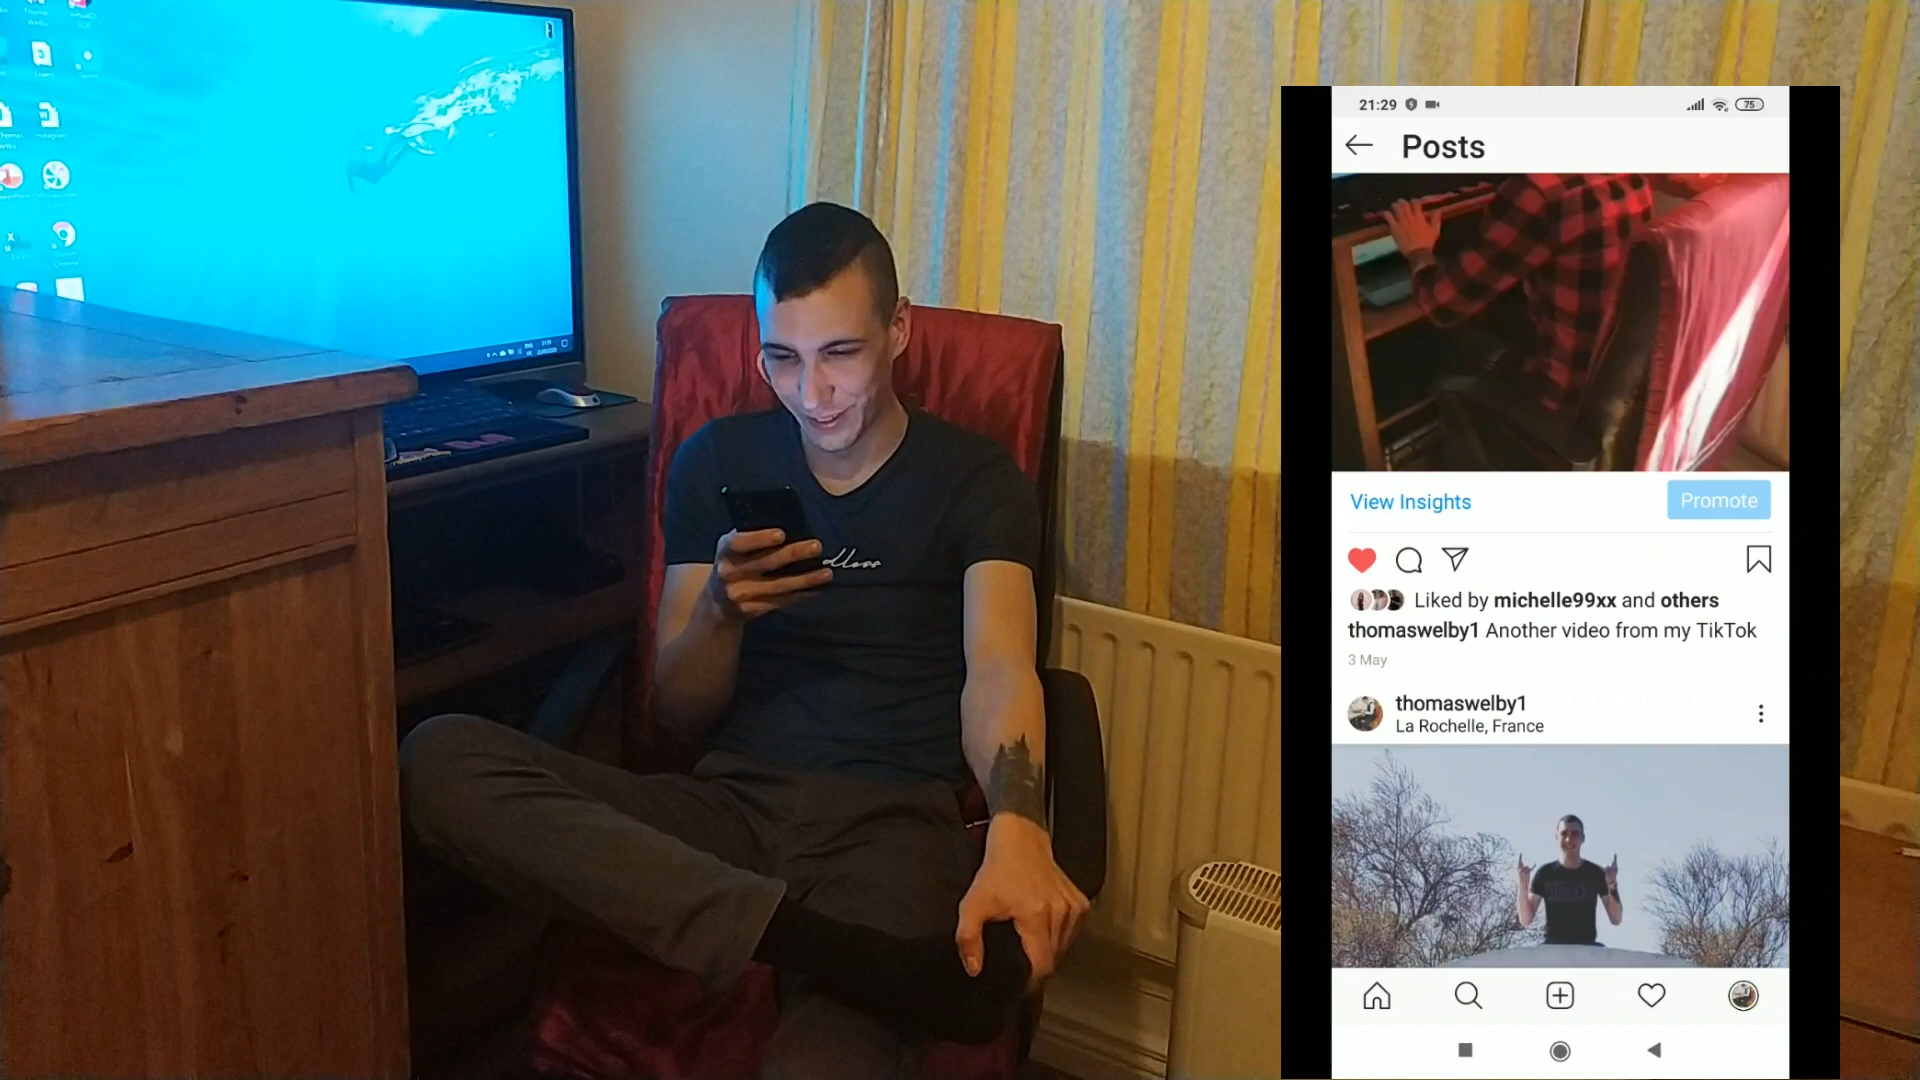 21:29
75
Posts
View Insights
Promote
Liked by michelle99xx and others
thomaswelby1 Another video from my TikTok
3 May
thomaswelby1
La Rochelle, France